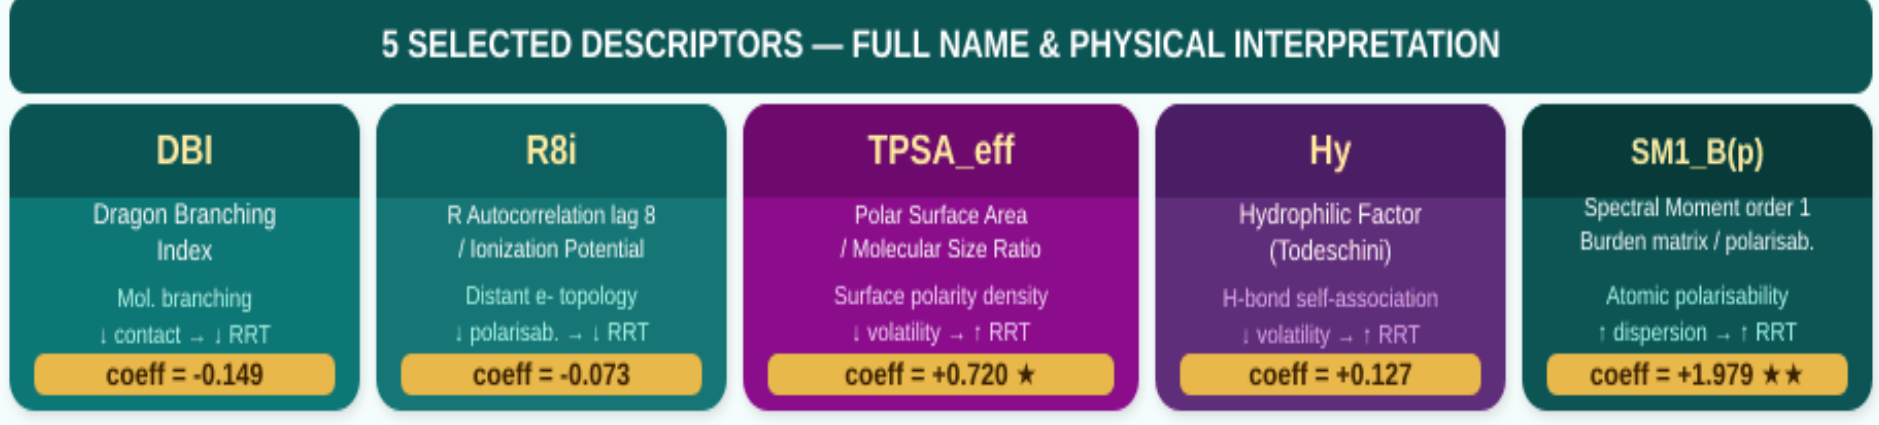 5 SELECTED DESCRIPTORS — FULL NAME & PHYSICAL INTERPRETATION
DBI
Dragon Branching
Index
Mol. branching
↓ contact → ↓ RRT
coeff = -0.149
R8i
R Autocorrelation lag 8
/ Ionization Potential
Distant e- topology
↓ polarisab. → ↓ RRT
coeff = -0.073
TPSA_eff
Polar Surface Area
/ Molecular Size Ratio
Surface polarity density
↓ volatility → ↑ RRT
coeff = +0.720 ★
Hy
Hydrophilic Factor
(Todeschini)
H-bond self-association
↓ volatility → ↑ RRT
coeff = +0.127
SM1_B(p)
Spectral Moment order 1
Burden matrix / polarisab.
Atomic polarisability
↑ dispersion → ↑ RRT
coeff = +1.979 ★★